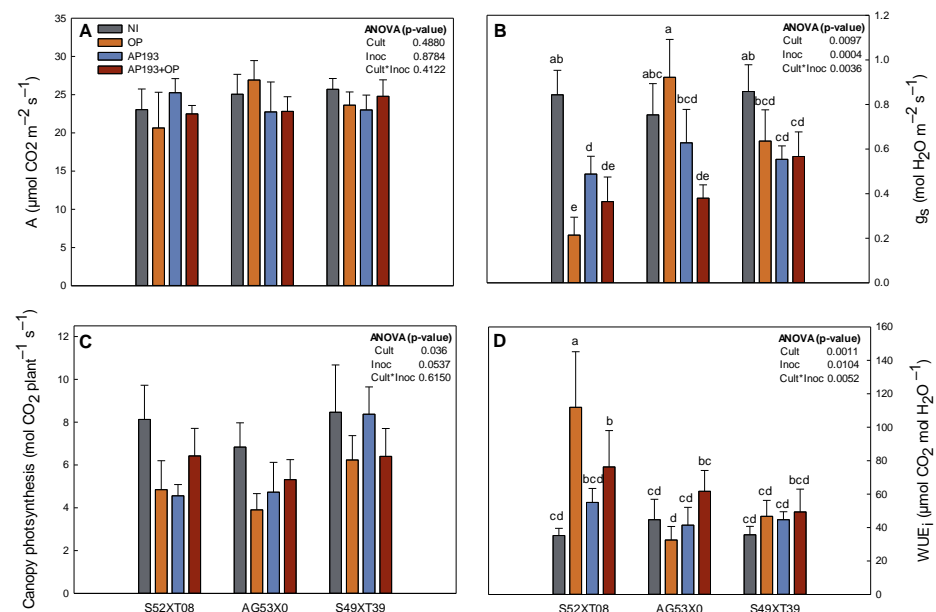 A
NI
OP
AP193
AP193+OP
ANOVA (p-value)
Cult 0.4880
Inoc 0.8784
Cult*Inoc 0.4122
35
30
25
20
15
10
5
0
A (µmol CO2 m−2 s−1)
B
ANOVA (p-value)
Cult 0.0097
Inoc 0.0004
Cult*Inoc 0.0036
ab
e
d
de
abc
a
bcd
de
ab
bcd
cd
cd
1.2
1.0
0.8
0.6
0.4
0.2
0.0
gs (mol H2O m−2 s−1)
C
ANOVA (p-value)
Cult 0.036
Inoc 0.0537
Cult*Inoc 0.6150
12
10
8
6
4
2
0
Canopy photsynthesis (mol CO2 plant−1 s−1)
S52XT08 AG53X0 S49XT39
D
ANOVA (p-value)
Cult 0.0011
Inoc 0.0104
Cult*Inoc 0.0052
cd
a
bcd
b
cd
d
cd
bc
cd
cd
cd
bcd
160
140
120
100
80
60
40
20
0
WUEi (µmol CO2 mol H2O−1)
S52XT08 AG53X0 S49XT39